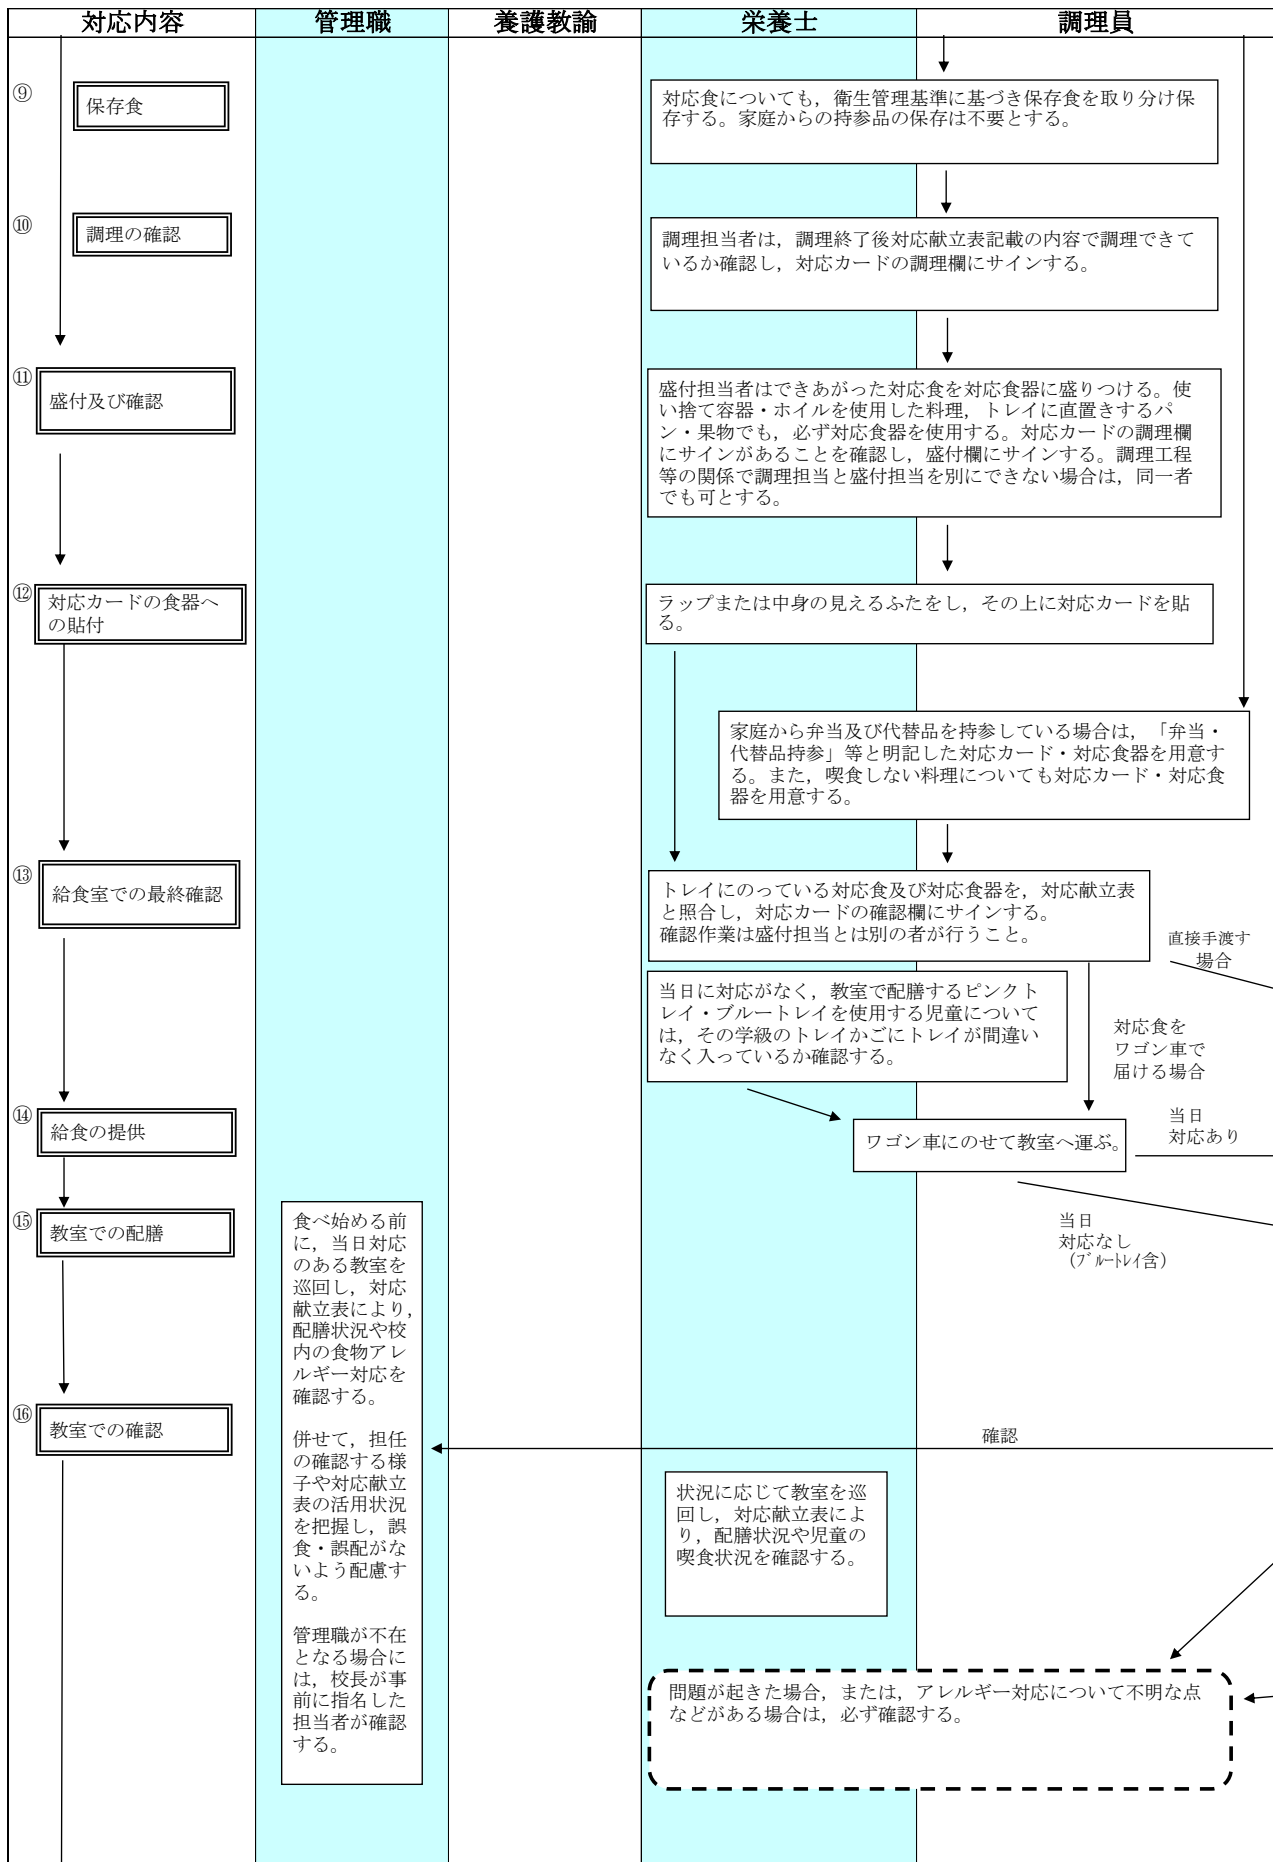 対応内容
管理職
養護教諭
栄養士
調理員
⑨
保存食
対応食についても，衛生管理基準に基づき保存食を取り分け保
存する。家庭からの持参品の保存は不要とする。
⑩
調理の確認
調理担当者は，調理終了後対応献立表記載の内容で調理できて
いるか確認し，対応カードの調理欄にサインする。
⑪
盛付及び確認
盛付担当者はできあがった対応食を対応食器に盛りつける。使
い捨て容器・ホイルを使用した料理，トレイに直置きするパ
ン・果物でも，必ず対応食器を使用する。対応カードの調理欄
にサインがあることを確認し，盛付欄にサインする。調理工程
等の関係で調理担当と盛付担当を別にできない場合は，同一者
でも可とする。
⑫
対応カードの食器へ
の貼付
ラップまたは中身の見えるふたをし，その上に対応カードを貼
る。
家庭から弁当及び代替品を持参している場合は，「弁当・
代替品持参」等と明記した対応カード・対応食器を用意す
る。また，喫食しない料理についても対応カード・対応食
器を用意する。
⑬
給食室での最終確認
トレイにのっている対応食及び対応食器を，対応献立表
と照合し，対応カードの確認欄にサインする。
確認作業は盛付担当とは別の者が行うこと。
直接手渡す
場合
当日に対応がなく，教室で配膳するピンクト
レイ・ブルートレイを使用する児童について
は，その学級のトレイかごにトレイが間違い
なく入っているか確認する。
対応食を
ワゴン車で
届ける場合
⑭
給食の提供
ワゴン車にのせて教室へ運ぶ。
当日
対応あり
⑮
教室での配膳
当日
対応なし
（ﾌﾞﾙｰﾄﾚｲ含）
食べ始める前
に，当日対応
のある教室を
巡回し，対応
献立表により，
配膳状況や校
内の食物アレ
ルギー対応を
確認する。
併せて，担任
の確認する様
子や対応献立
表の活用状況
を把握し，誤
食・誤配がな
いよう配慮す
る。
管理職が不在
となる場合に
は，校長が事
前に指名した
担当者が確認
する。
⑯
教室での確認
確認
状況に応じて教室を巡
回し，対応献立表によ
り，配膳状況や児童の
喫食状況を確認する。
問題が起きた場合，または，アレルギー対応について不明な点
などがある場合は，必ず確認する。